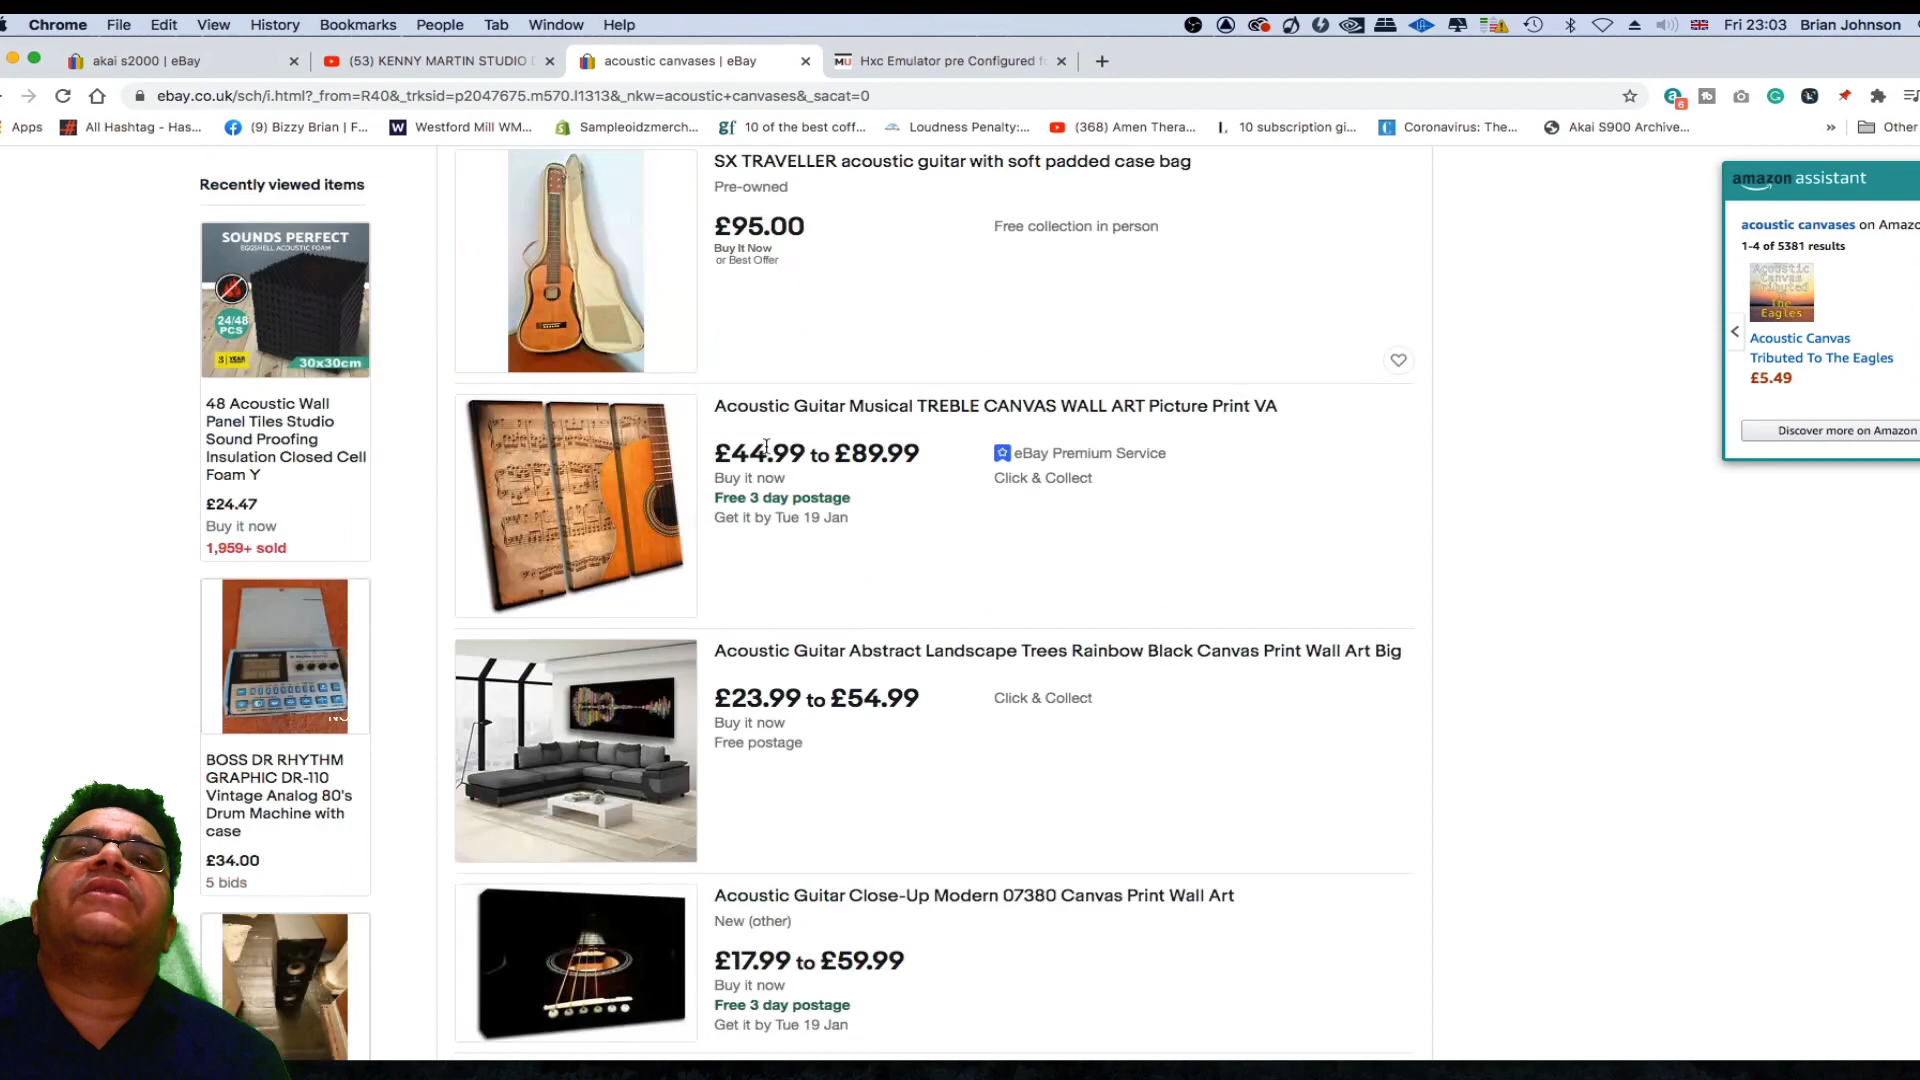 Chrome File Edit View History Bookmarks People Tab Window Help Fri 23:03 Brian Johnson
akai s2000 | eBay (53) KENNY MARTIN STUDIO acoustic canvases | eBay Hxc Emulator pre Configured
ebay.co.uk/sch/i.html?_from=R40&_trksid=p2047675.m570.l1313&_nkw=acoustic+canvases&_sacat=0
Apps All Hashtag - Has... (9) Bizzy Brian | F... Westford Mill WM... Sampleoidzmerch... 10 of the best coff... Loudness Penalty:... (368) Amen Thera... 10 subscription gi... Coronavirus: The... Akai S900 Archive... » Other
Recently viewed items
SOUNDS PERFECT
EGGSHELL ACOUSTIC FOAM
24/48
PCS
YEAR
30x30cm
48 Acoustic Wall
Panel Tiles Studio
Sound Proofing
Insulation Closed Cell
Foam Y
£24.47
Buy it now
1,959+ sold
BOSS DR RHYTHM
GRAPHIC DR-110
Vintage Analog 80's
Drum Machine with
case
£34.00
5 bids
SX TRAVELLER acoustic guitar with soft padded case bag
Pre-owned
£95.00 Free collection in person
Buy It Now
or Best Offer
Acoustic Guitar Musical TREBLE CANVAS WALL ART Picture Print VA
£44.99 to £89.99 eBay Premium Service
Buy it now Click & Collect
Free 3 day postage
Get it by Tue 19 Jan
Acoustic Guitar Abstract Landscape Trees Rainbow Black Canvas Print Wall Art Big
£23.99 to £54.99 Click & Collect
Buy it now
Free postage
Acoustic Guitar Close-Up Modern 07380 Canvas Print Wall Art
New (other)
£17.99 to £59.99
Buy it now
Free 3 day postage
Get it by Tue 19 Jan
amazon assistant
acoustic canvases on Amazo
1-4 of 5381 results
Acoustic
Canvas
Tributed
To
The
Eagles
Acoustic Canvas
Tributed To The Eagles
£5.49
Discover more on Amazon